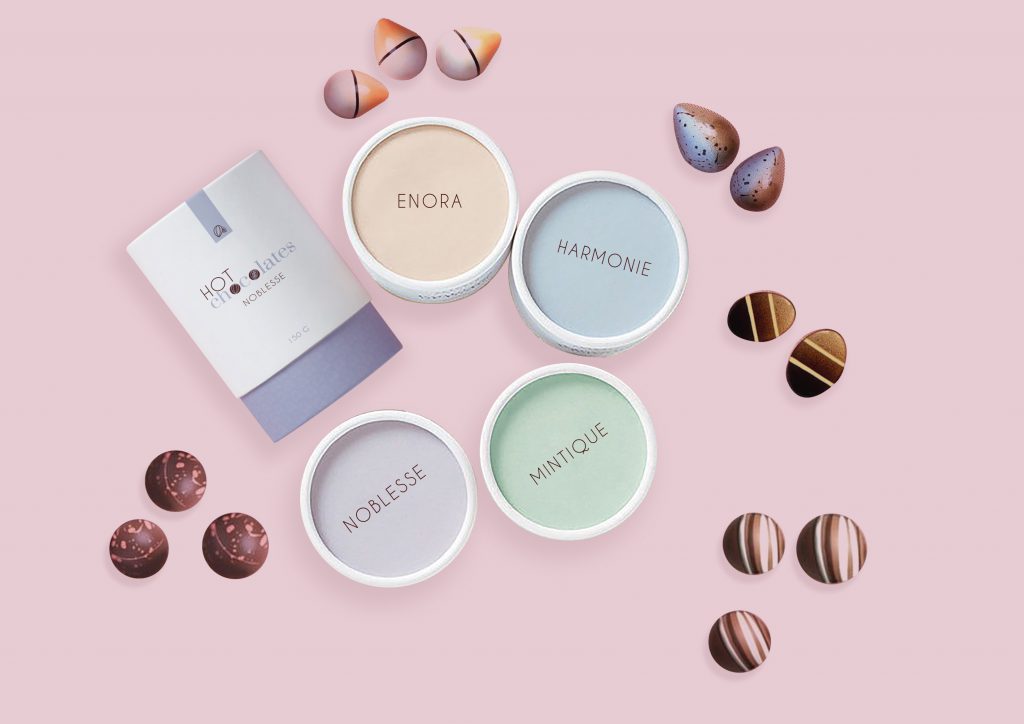 ENORA
HARMONIE
HOT
chocolates
NOBLESSE
150 G
NOBLESSE
MINTIQUE